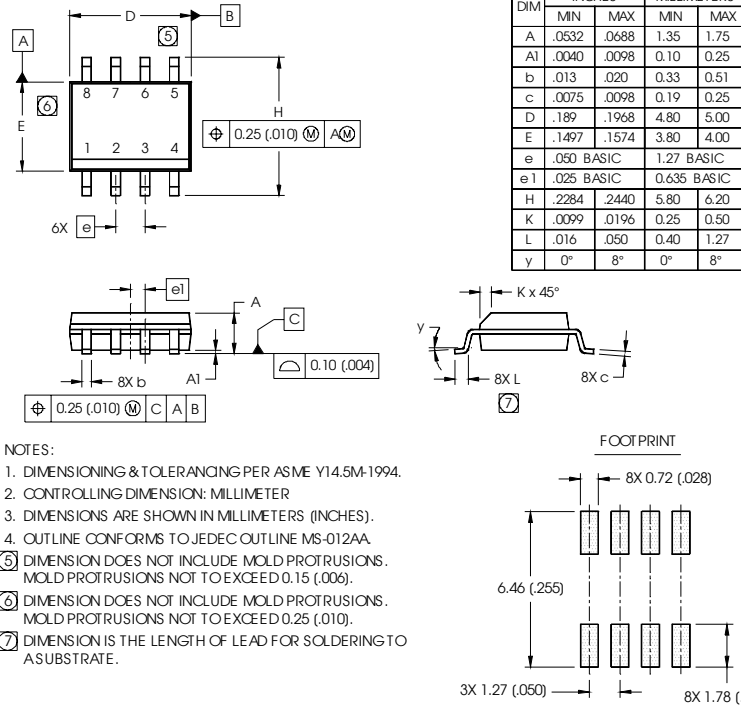 D
B
5
A
8 7 6 5
6
E
H
0.25 (.010) Ⓜ AⓂ
1 2 3 4
6X e
DIM
MIN MAX MIN MAX
A .0532 .0688 1.35 1.75
A1 .0040 .0098 0.10 0.25
b .013 .020 0.33 0.51
c .0075 .0098 0.19 0.25
D .189 .1968 4.80 5.00
E .1497 .1574 3.80 4.00
e .050 BASIC 1.27 BASIC
e1 .025 BASIC 0.635 BASIC
H .2284 .2440 5.80 6.20
K .0099 .0196 0.25 0.50
L .016 .050 0.40 1.27
y 0° 8° 0° 8°
e1
A
C
8X b
A1
0.10 (.004)
0.25 (.010) Ⓜ C A B
K x 45°
y
8X L
8X c
7
NOTES:
1. DIMENSIONING & TOLERANCING PER ASME Y14.5M-1994.
2. CONTROLLING DIMENSION: MILLIMETER
3. DIMENSIONS ARE SHOWN IN MILLIMETERS (INCHES).
4. OUTLINE CONFORMS TO JEDEC OUTLINE MS-012AA.
5 DIMENSION DOES NOT INCLUDE MOLD PROTRUSIONS.
MOLD PROTRUSIONS NOT TO EXCEED 0.15 (.006).
6 DIMENSION DOES NOT INCLUDE MOLD PROTRUSIONS.
MOLD PROTRUSIONS NOT TO EXCEED 0.25 (.010).
7 DIMENSION IS THE LENGTH OF LEAD FOR SOLDERING TO
A SUBSTRATE.
FOOTPRINT
8X 0.72 (.028)
6.46 (.255)
3X 1.27 (.050)
8X 1.78 (